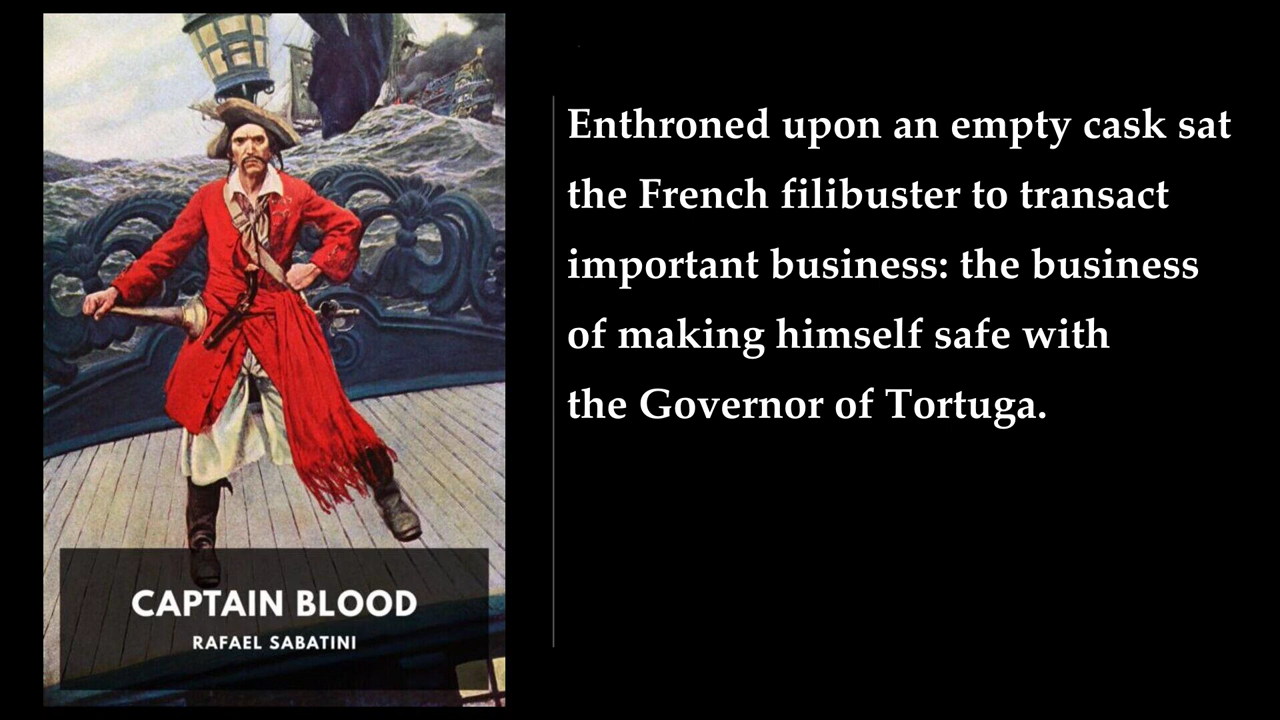 CAPTAIN BLOOD
RAFAEL SABATINI
Enthroned upon an empty cask sat
the French filibuster to transact
important business: the business
of making himself safe with
the Governor of Tortuga.